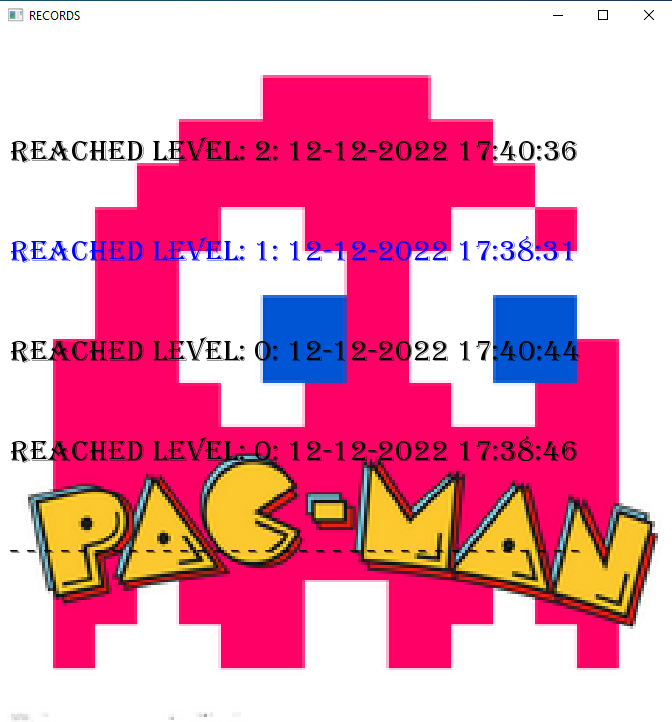 RECORDS
REACHED LEVEL: 2: 12-12-2022 17:40:36
REACHED LEVEL: 1: 12-12-2022 17:38:31
REACHED LEVEL: 0: 12-12-2022 17:40:44
REACHED LEVEL: 0: 12-12-2022 17:38:46
PAC-MAN